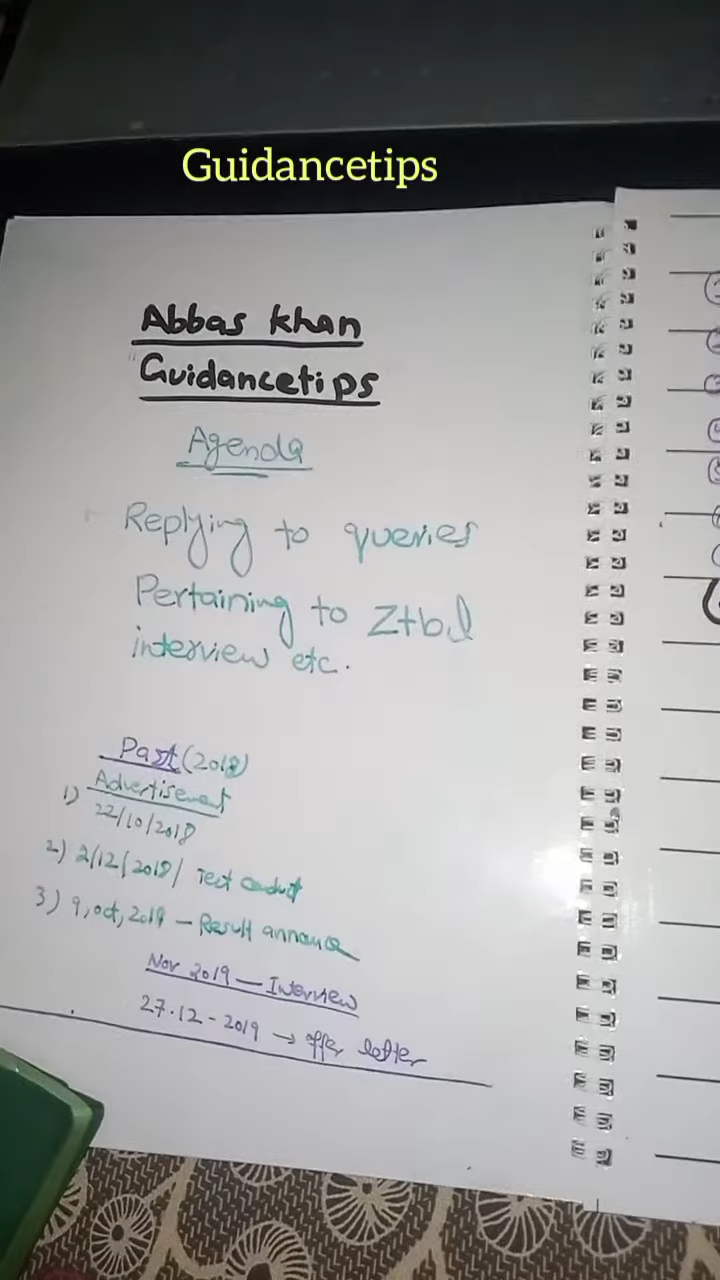 Guidancetips
Abbas khan
Guidancetips
Agenda
Replying to queries
Pertaining to Ztbl
interview etc.
Past (2018)
1) Advertisement
22/10/2018
2) 2/12/2018/ Test conduct
3) 9, oct, 2019 – Result announce
Nov 2019 – Interview
27.12-2019 → offer letter